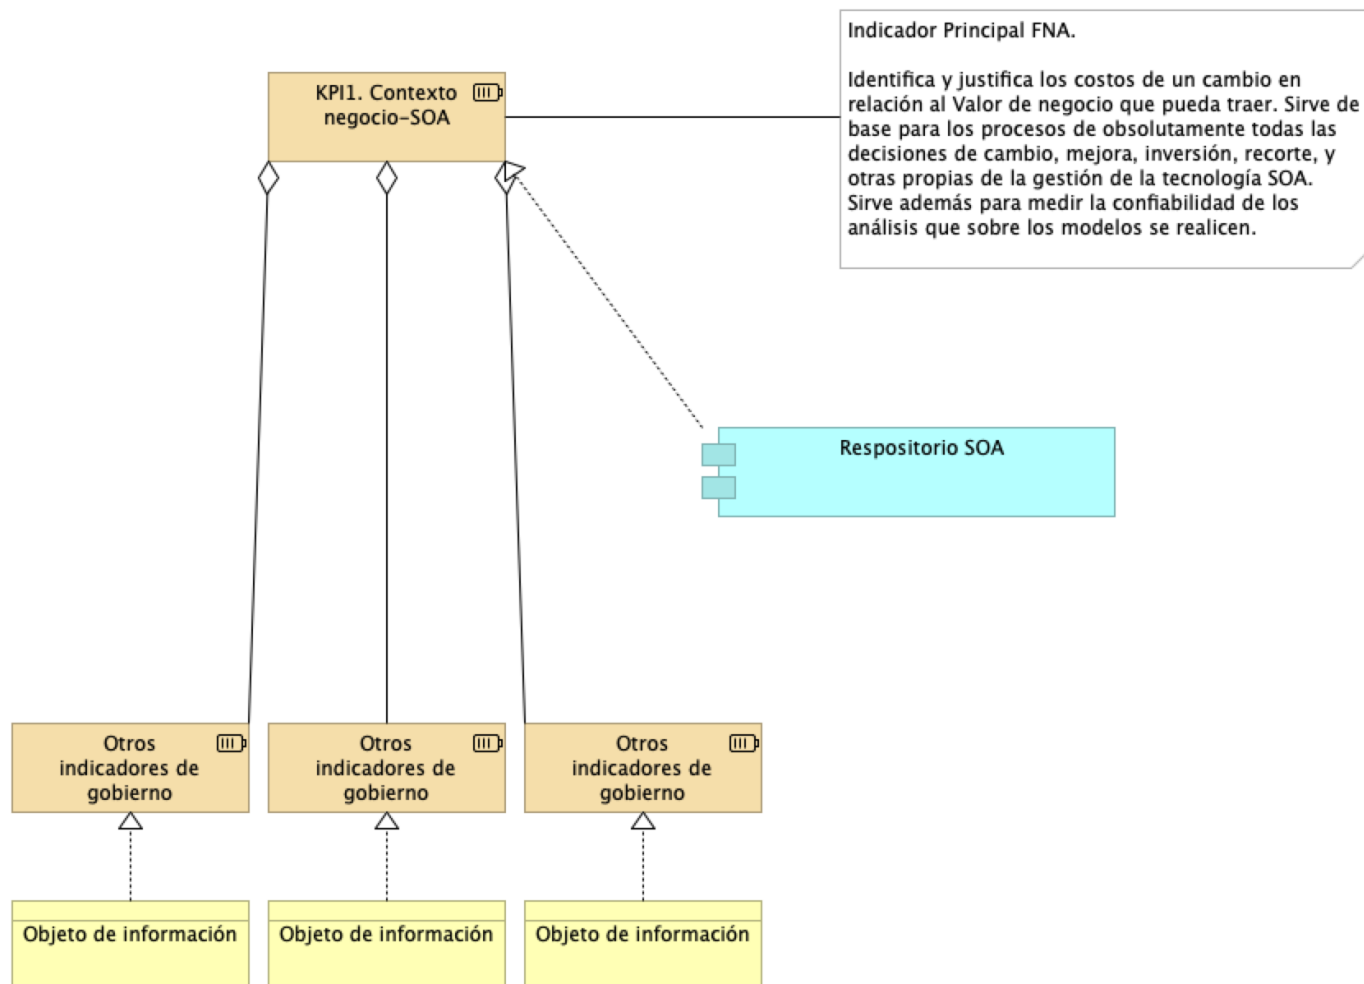 Indicador Principal FNA.
Identifica y justifica los costos de un cambio en
relación al Valor de negocio que pueda traer. Sirve de
base para los procesos de obsolutamente todas las
decisiones de cambio, mejora, inversión, recorte, y
otras propias de la gestión de la tecnología SOA.
Sirve además para medir la confiabilidad de los
análisis que sobre los modelos se realicen.
KPI1. Contexto
negocio-SOA
Respositorio SOA
Otros
indicadores de
gobierno
Otros
indicadores de
gobierno
Otros
indicadores de
gobierno
Objeto de información
Objeto de información
Objeto de información